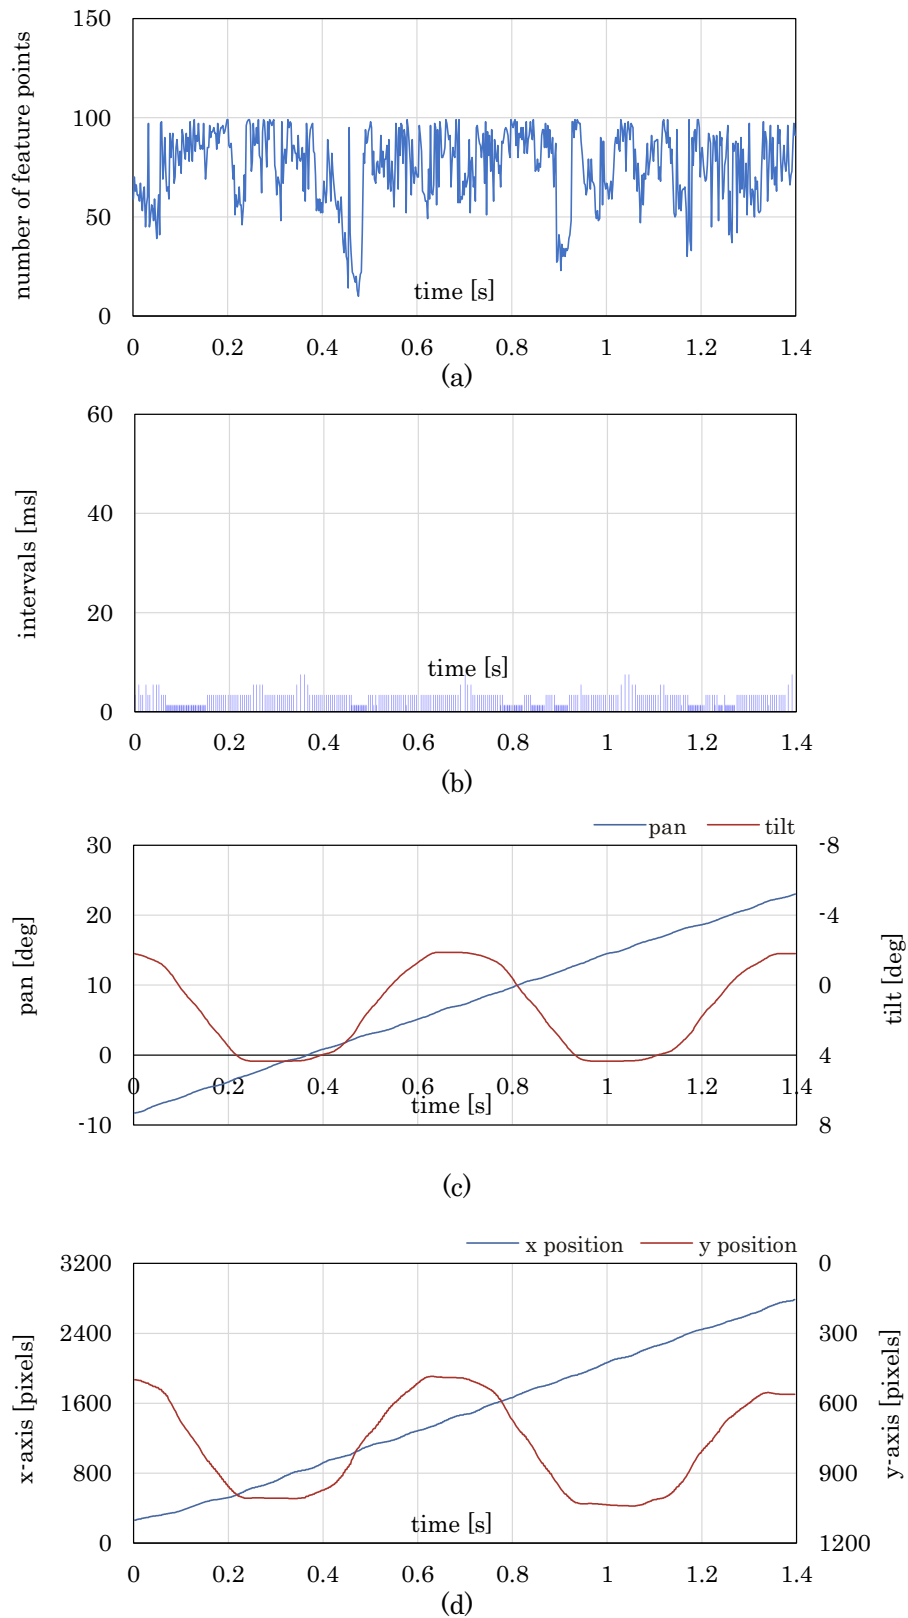 number of feature points
150
100
50
0
time [s]
0 0.2 0.4 0.6 0.8 1 1.2 1.4
(a)
intervals [ms]
60
40
20
0
time [s]
0 0.2 0.4 0.6 0.8 1 1.2 1.4
(b)
pan tilt
pan [deg]
30
20
10
0
-10
-8
-4
0
4
8
tilt [deg]
0 0.2 0.4 0.6 0.8 1 1.2 1.4
time [s]
(c)
x position y position
x-axis [pixels]
3200
2400
1600
800
0
0
300
600
900
1200
y-axis [pixels]
time [s]
0 0.2 0.4 0.6 0.8 1 1.2 1.4
(d)